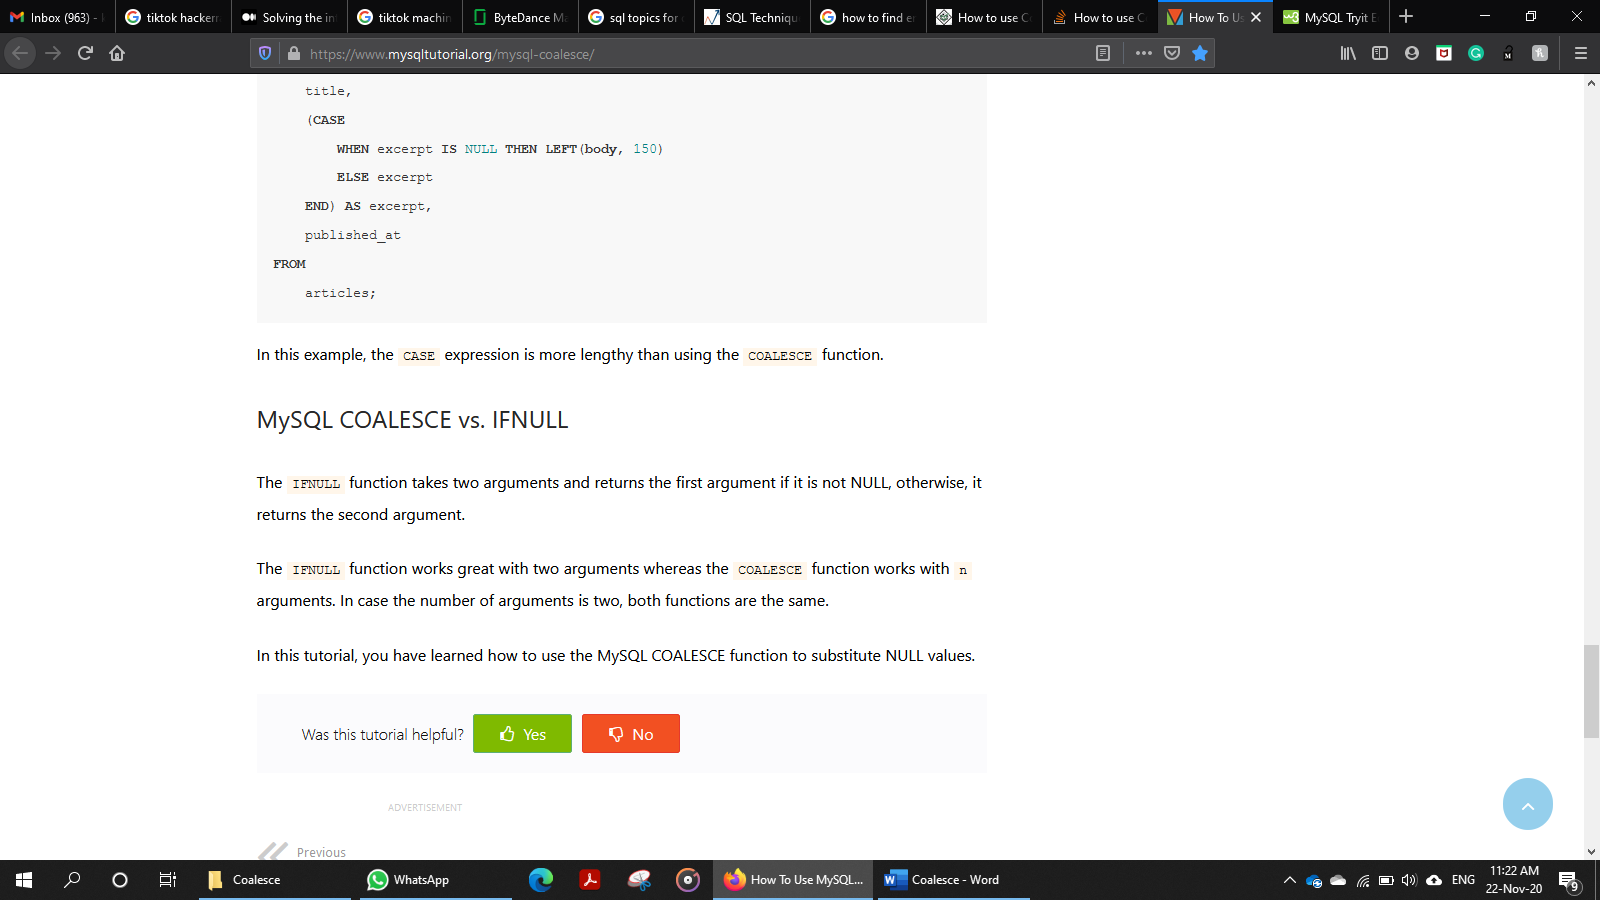 Inbox (963) -
tiktok hacker
Solving the in
tiktok machin
ByteDance Ma
sql topics for
SQL Techniqu
how to find e
How to use C
How to use C
How To Us
MySQL Tryit E
https://www.mysqltutorial.org/mysql-coalesce/
title,
(CASE
WHEN excerpt IS NULL THEN LEFT(body, 150)
ELSE excerpt
END) AS excerpt,
published_at
FROM
articles;
In this example, the CASE expression is more lengthy than using the COALESCE function.
MySQL COALESCE vs. IFNULL
The IFNULL function takes two arguments and returns the first argument if it is not NULL, otherwise, it
returns the second argument.
The IFNULL function works great with two arguments whereas the COALESCE function works with n
arguments. In case the number of arguments is two, both functions are the same.
In this tutorial, you have learned how to use the MySQL COALESCE function to substitute NULL values.
Was this tutorial helpful? Yes No
ADVERTISEMENT
Previous
Coalesce
WhatsApp
How To Use MySQL...
Coalesce - Word
ENG
11:22 AM
22-Nov-20
9